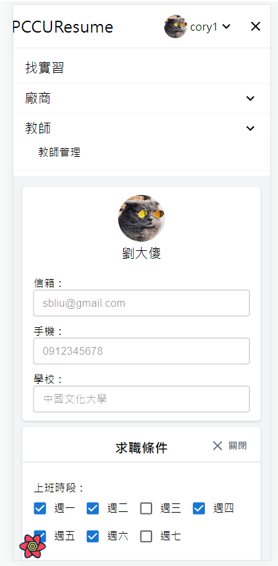 PCCUResume cory1
找實習
廠商
教師
教師管理
劉大傻
信箱：
sbliu@gmail.com
手機：
0912345678
學校：
中國文化大學
求職條件 關閉
上班時段：
週一 週二 週三 週四
週五 週六 週七